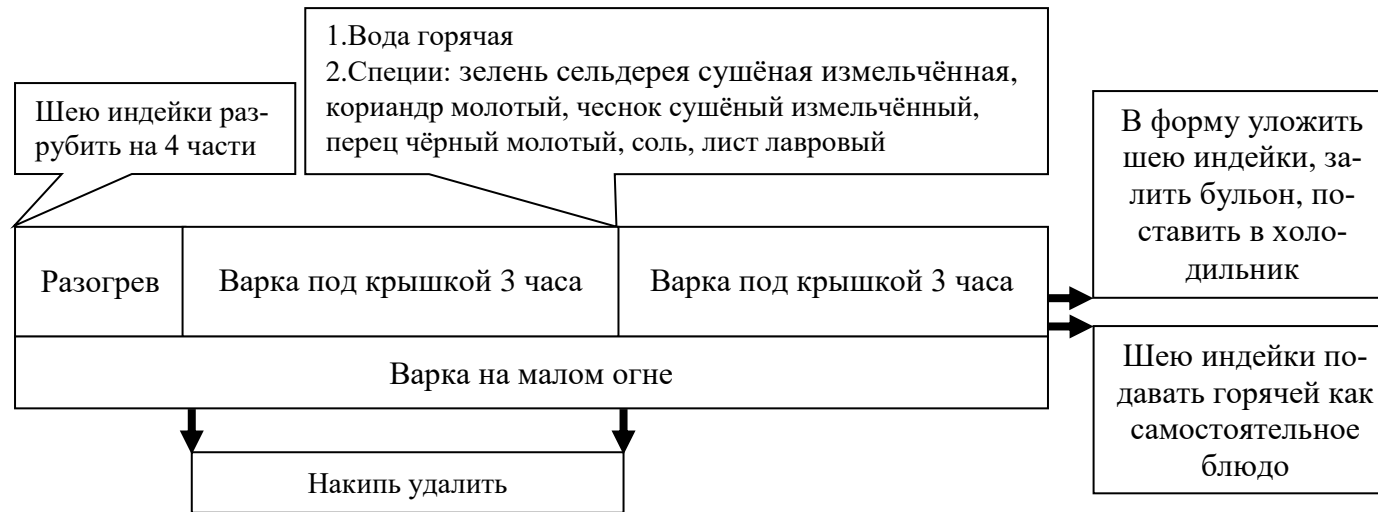 1.Вода горячая
2.Специи: зелень сельдерея сушёная измельчённая,
кориандр молотый, чеснок сушёный измельчённый,
перец чёрный молотый, соль, лист лавровый
Шею индейки раз-
рубить на 4 части
В форму уложить
шею индейки, за-
лить бульон, по-
ставить в холо-
дильник
Разогрев
Варка под крышкой 3 часа
Варка под крышкой 3 часа
Варка на малом огне
Шею индейки по-
давать горячей как
самостоятельное
блюдо
Накипь удалить